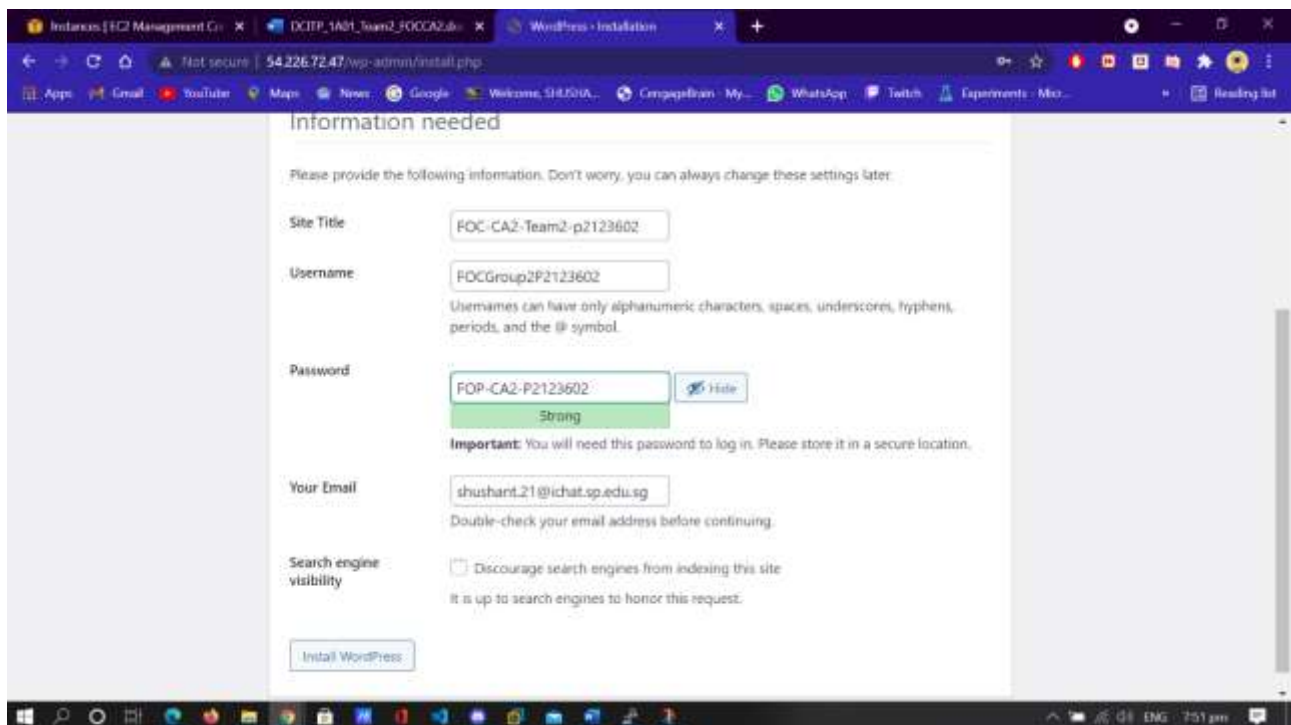 Instances | EC2 Management Co
DCITP_1A01_Team2_FOCCA2.do
WordPress › Installation
Not secure | 54.226.72.47/wp-admin/install.php
Apps
Gmail
YouTube
Maps
News
Google
Welcome, SHUSHA...
CengageBrain - My...
WhatsApp
Twitch
Experiments - Micr...
»
Reading list
Information needed
Please provide the following information. Don't worry, you can always change these settings later.
Site Title
FOC-CA2-Team2-p2123602
Username
FOCGroup2P2123602
Usernames can have only alphanumeric characters, spaces, underscores, hyphens,
periods, and the @ symbol.
Password
FOP-CA2-P2123602
Hide
Strong
Important: You will need this password to log in. Please store it in a secure location.
Your Email
shushant.21@ichat.sp.edu.sg
Double-check your email address before continuing.
Search engine
visibility
Discourage search engines from indexing this site
It is up to search engines to honor this request.
Install WordPress
ENG
7:51 pm